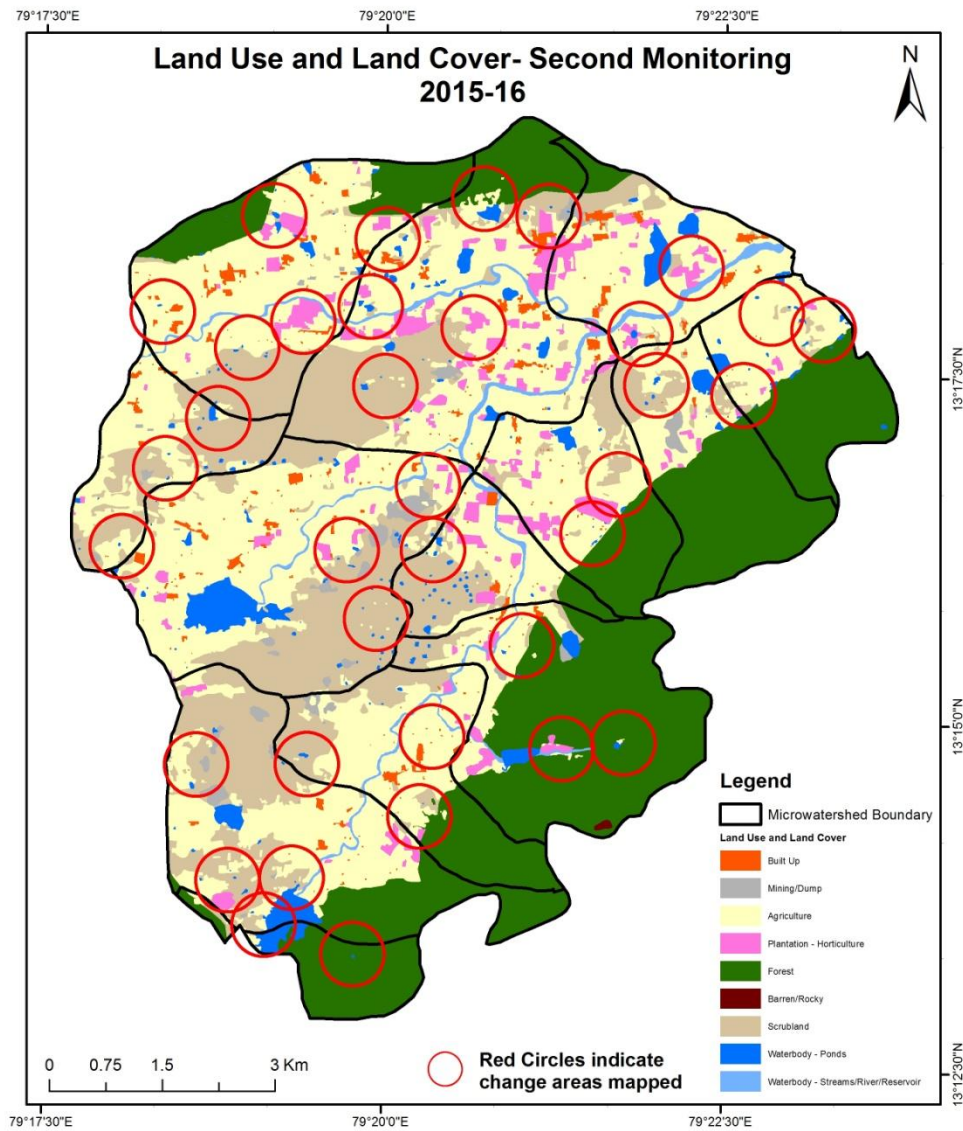 79°17'30"E
79°20'0"E
79°22'30"E
Land Use and Land Cover- Second Monitoring
2015-16
N
13°17'30"N
13°15'0"N
13°12'30"N
Legend
Microwatershed Boundary
Land Use and Land Cover
Built Up
Mining/Dump
Agriculture
Plantation - Horticulture
Forest
Barren/Rocky
Scrubland
Waterbody - Ponds
Waterbody - Streams/River/Reservoir
0 0.75 1.5 3 Km
Red Circles indicate
change areas mapped
79°17'30"E
79°20'0"E
79°22'30"E